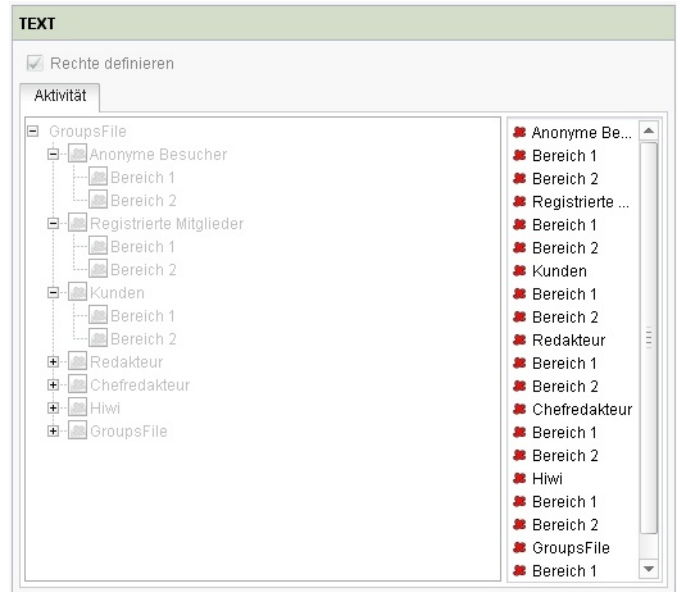 TEXT
Rechte definieren
Aktivität
GroupsFile
Anonyme Besucher
Bereich 1
Bereich 2
Registrierte Mitglieder
Bereich 1
Bereich 2
Kunden
Bereich 1
Bereich 2
Redakteur
Chefredakteur
Hiwi
GroupsFile
Anonyme Be...
Bereich 1
Bereich 2
Registrierte ...
Bereich 1
Bereich 2
Kunden
Bereich 1
Bereich 2
Redakteur
Bereich 1
Bereich 2
Chefredakteur
Bereich 1
Bereich 2
Hiwi
Bereich 1
Bereich 2
GroupsFile
Bereich 1